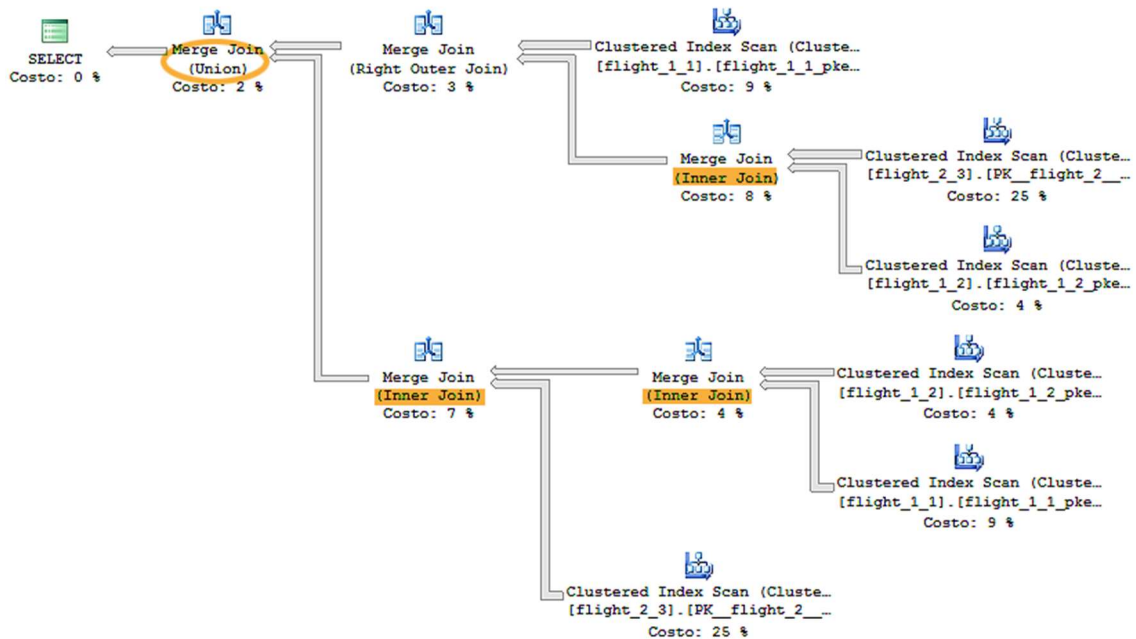 SELECT
Costo: 0 %
Merge Join
(Union)
Costo: 2 %
Merge Join
(Right Outer Join)
Costo: 3 %
Clustered Index Scan (Cluste…
[flight_1_1].[flight_1_1_pke…
Costo: 9 %
Merge Join
(Inner Join)
Costo: 8 %
Clustered Index Scan (Cluste…
[flight_2_3].[PK__flight_2__…
Costo: 25 %
Clustered Index Scan (Cluste…
[flight_1_2].[flight_1_2_pke…
Costo: 4 %
Merge Join
(Inner Join)
Costo: 7 %
Merge Join
(Inner Join)
Costo: 4 %
Clustered Index Scan (Cluste…
[flight_1_2].[flight_1_2_pke…
Costo: 4 %
Clustered Index Scan (Cluste…
[flight_1_1].[flight_1_1_pke…
Costo: 9 %
Clustered Index Scan (Cluste…
[flight_2_3].[PK__flight_2__…
Costo: 25 %